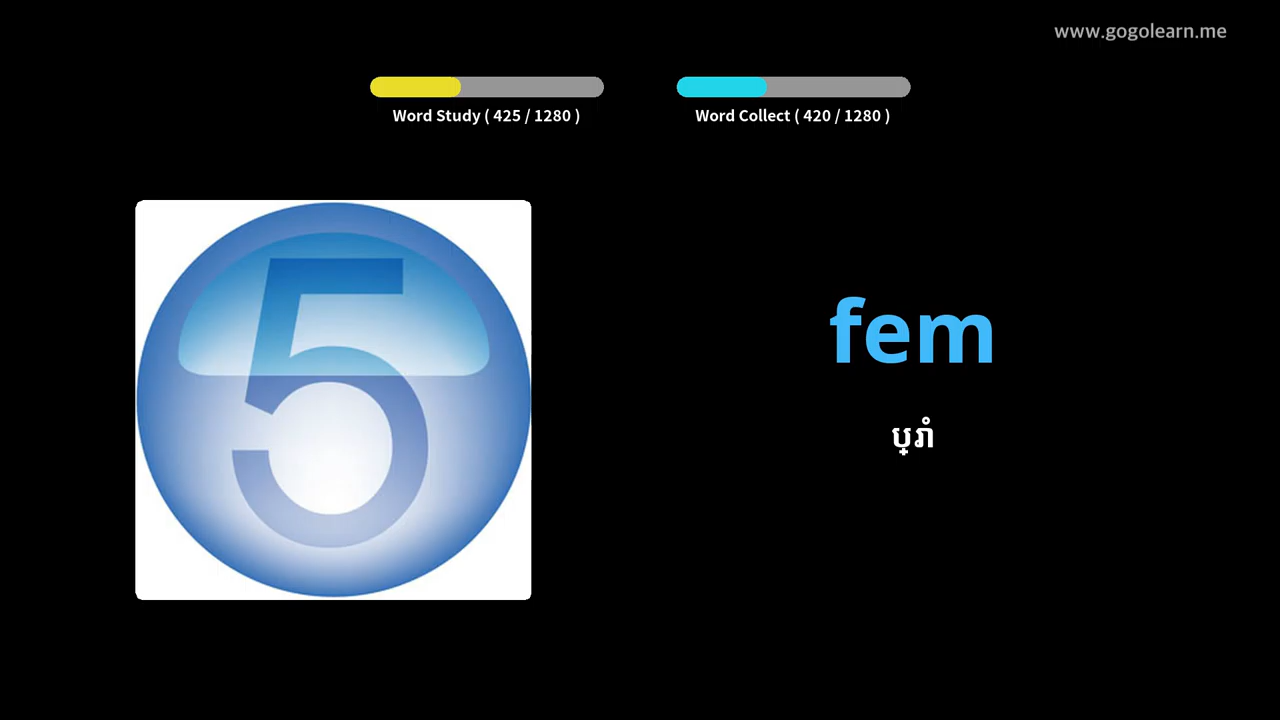 www.gogolearn.me
Word Study ( 425 / 1280 )
Word Collect ( 420 / 1280 )
5
fem
ប្រាំ